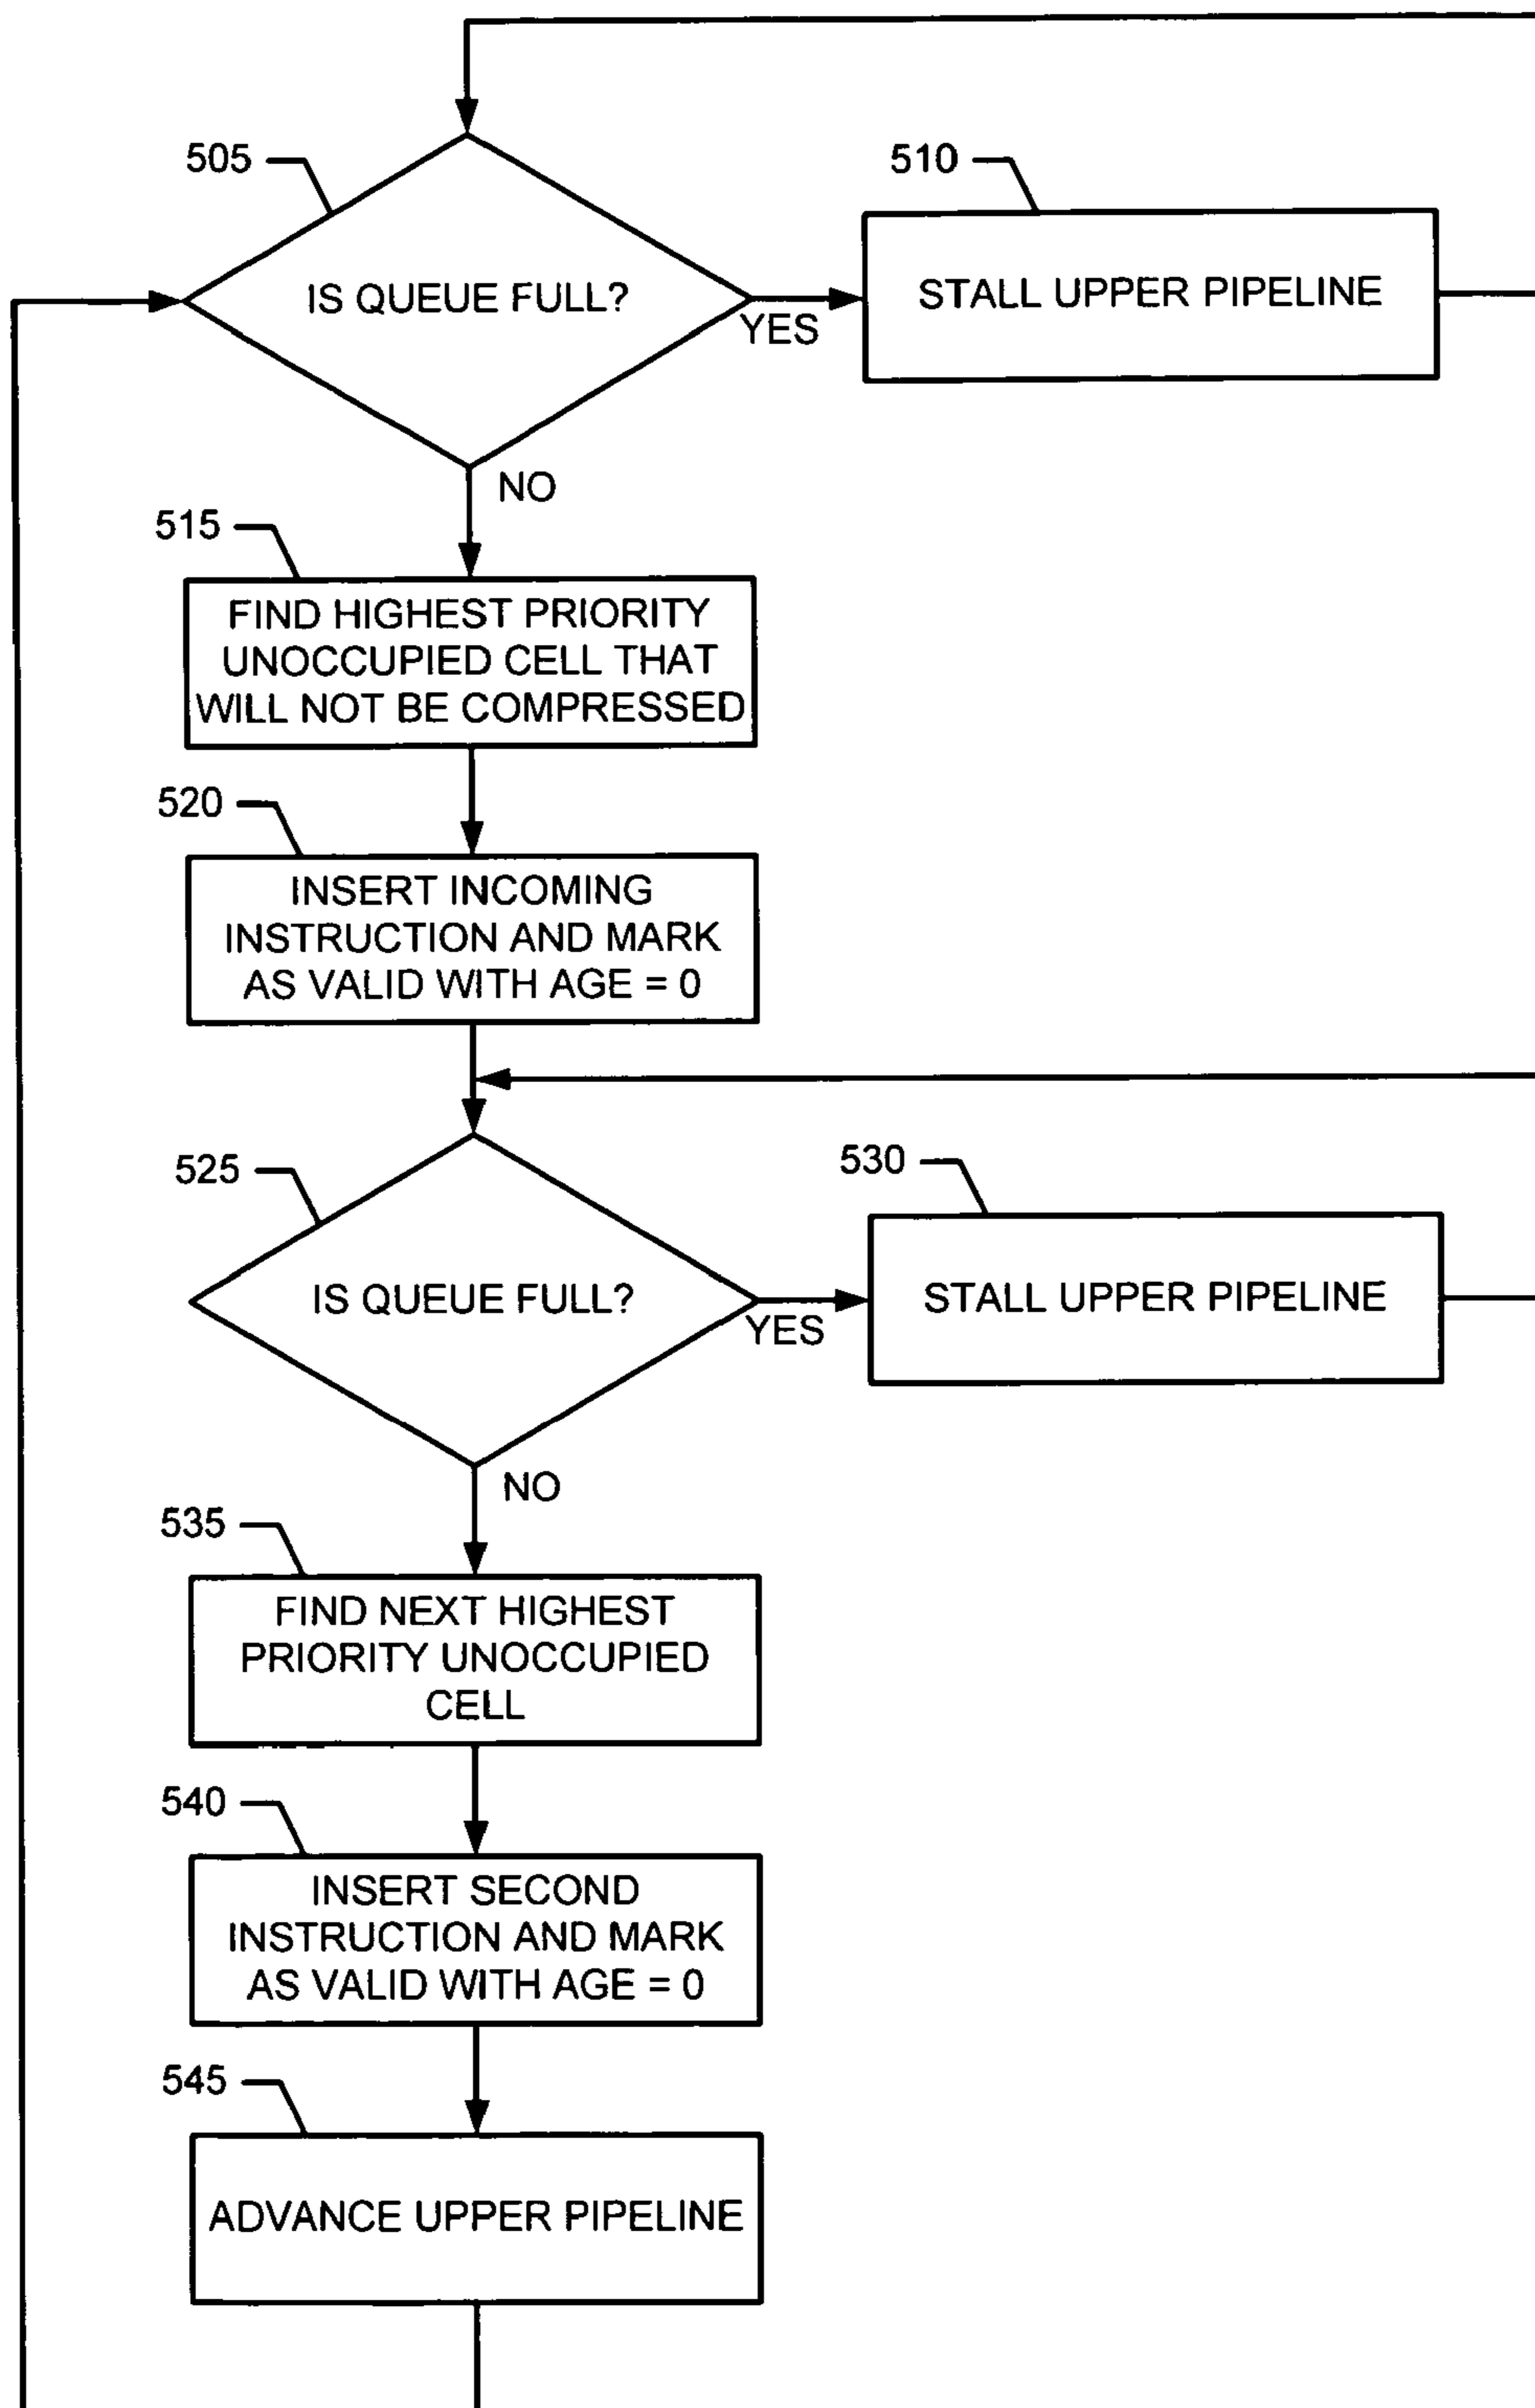 505
IS QUEUE FULL?
YES
510
STALL UPPER PIPELINE
NO
515
FIND HIGHEST PRIORITY
UNOCCUPIED CELL THAT
WILL NOT BE COMPRESSED
520
INSERT INCOMING
INSTRUCTION AND MARK
AS VALID WITH AGE = 0
525
IS QUEUE FULL?
YES
530
STALL UPPER PIPELINE
NO
535
FIND NEXT HIGHEST
PRIORITY UNOCCUPIED
CELL
540
INSERT SECOND
INSTRUCTION AND MARK
AS VALID WITH AGE = 0
545
ADVANCE UPPER PIPELINE